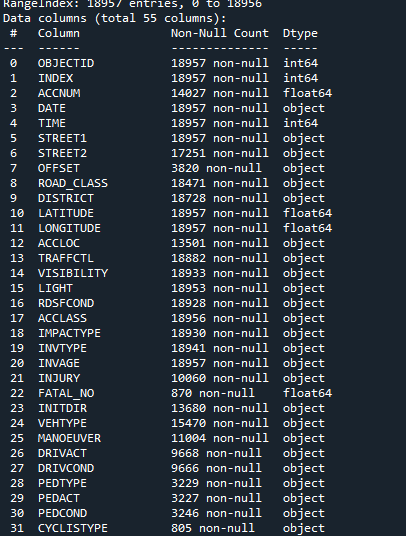 RangeIndex: 18957 entries, 0 to 18956
Data columns (total 55 columns):
 #   Column       Non-Null Count  Dtype
---  ------       --------------  -----
 0   OBJECTID     18957 non-null  int64
 1   INDEX        18957 non-null  int64
 2   ACCNUM       14027 non-null  float64
 3   DATE         18957 non-null  object
 4   TIME         18957 non-null  int64
 5   STREET1      18957 non-null  object
 6   STREET2      17251 non-null  object
 7   OFFSET       3820 non-null   object
 8   ROAD_CLASS   18471 non-null  object
 9   DISTRICT     18728 non-null  object
 10  LATITUDE     18957 non-null  float64
 11  LONGITUDE    18957 non-null  float64
 12  ACCLOC       13501 non-null  object
 13  TRAFFCTL     18882 non-null  object
 14  VISIBILITY   18933 non-null  object
 15  LIGHT        18953 non-null  object
 16  RDSFCOND     18928 non-null  object
 17  ACCLASS      18956 non-null  object
 18  IMPACTYPE    18930 non-null  object
 19  INVTYPE      18941 non-null  object
 20  INVAGE       18957 non-null  object
 21  INJURY       10060 non-null  object
 22  FATAL_NO     870 non-null    float64
 23  INITDIR      13680 non-null  object
 24  VEHTYPE      15470 non-null  object
 25  MANOEUVER    11004 non-null  object
 26  DRIVACT      9668 non-null   object
 27  DRIVCOND     9666 non-null   object
 28  PEDTYPE      3229 non-null   object
 29  PEDACT       3227 non-null   object
 30  PEDCOND      3246 non-null   object
 31  CYCLISTYPE   805 non-null    object